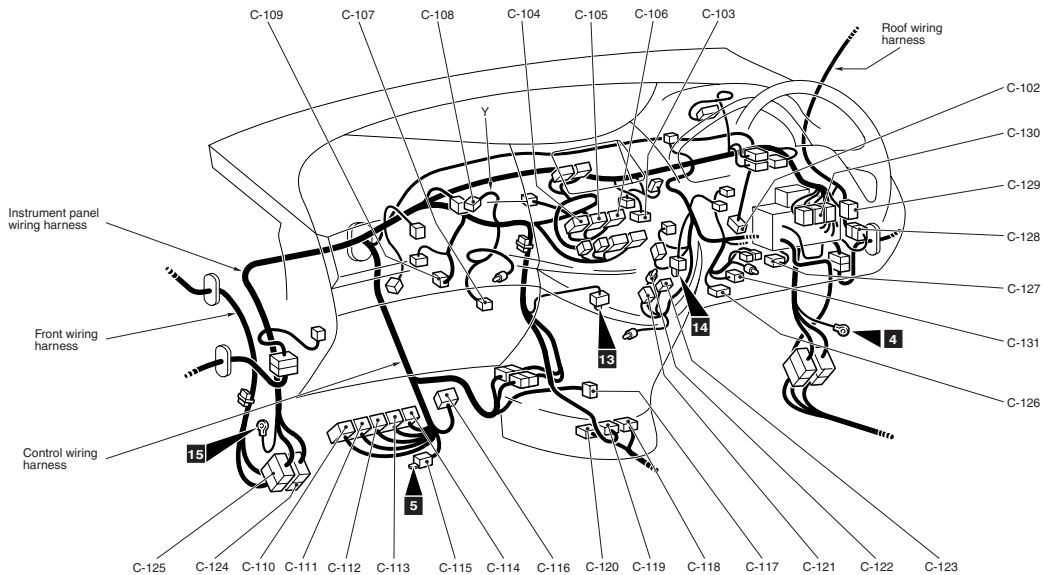 C-109
C-107
C-108
C-104
C-105
C-106
C-103
Roof wiring
harness
C-102
C-130
Y
C-129
Instrument panel
wiring harness
C-128
C-127
Front wiring
harness
14
13
4
C-131
C-126
Control wiring
harness
15
5
C-125
C-124
C-110
C-111
C-112
C-113
C-115
C-114
C-116
C-120
C-119
C-118
C-117
C-121
C-122
C-123